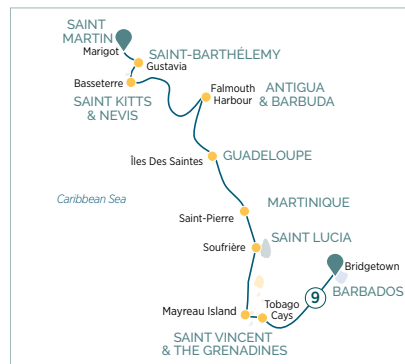 SAINT
MARTIN
Marigot
SAINT-BARTHÉLEMY
Gustavia
Basseterre
SAINT KITTS
& NEVIS
Falmouth
Harbour
ANTIGUA
& BARBUDA
Îles Des Saintes
GUADELOUPE
Caribbean Sea
MARTINIQUE
Saint-Pierre
SAINT LUCIA
Soufrière
Bridgetown
BARBADOS
9
Mayreau Island
Tobago
Cays
SAINT VINCENT
& THE GRENADINES